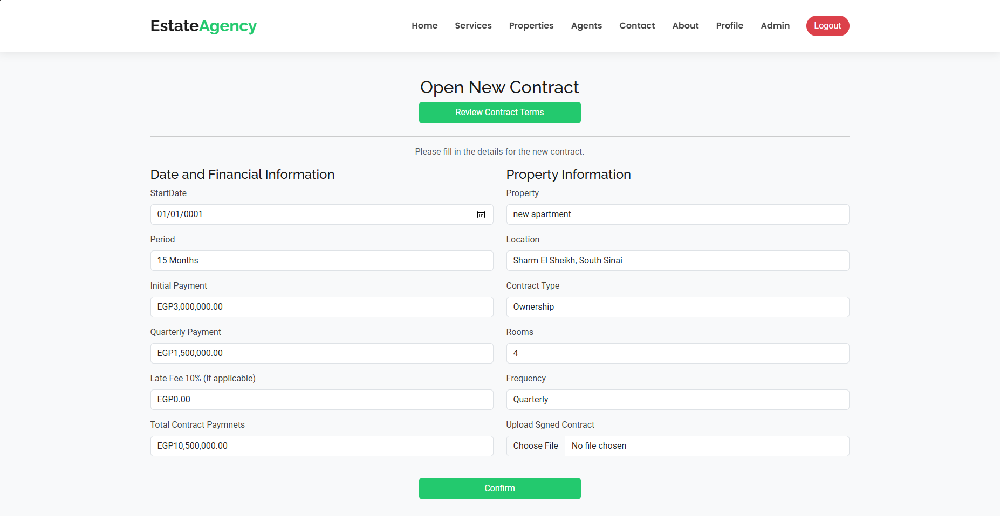 EstateAgency
Home Services Properties Agents Contact About Profile Admin Logout
Open New Contract
Review Contract Terms
Please fill in the details for the new contract.
Date and Financial Information
StartDate
01/01/0001
Period
15 Months
Initial Payment
EGP3,000,000.00
Quarterly Payment
EGP1,500,000.00
Late Fee 10% (if applicable)
EGP0.00
Total Contract Paymnets
EGP10,500,000.00
Property Information
Property
new apartment
Location
Sharm El Sheikh, South Sinai
Contract Type
Ownership
Rooms
4
Frequency
Quarterly
Upload Sgned Contract
Choose File No file chosen
Confirm